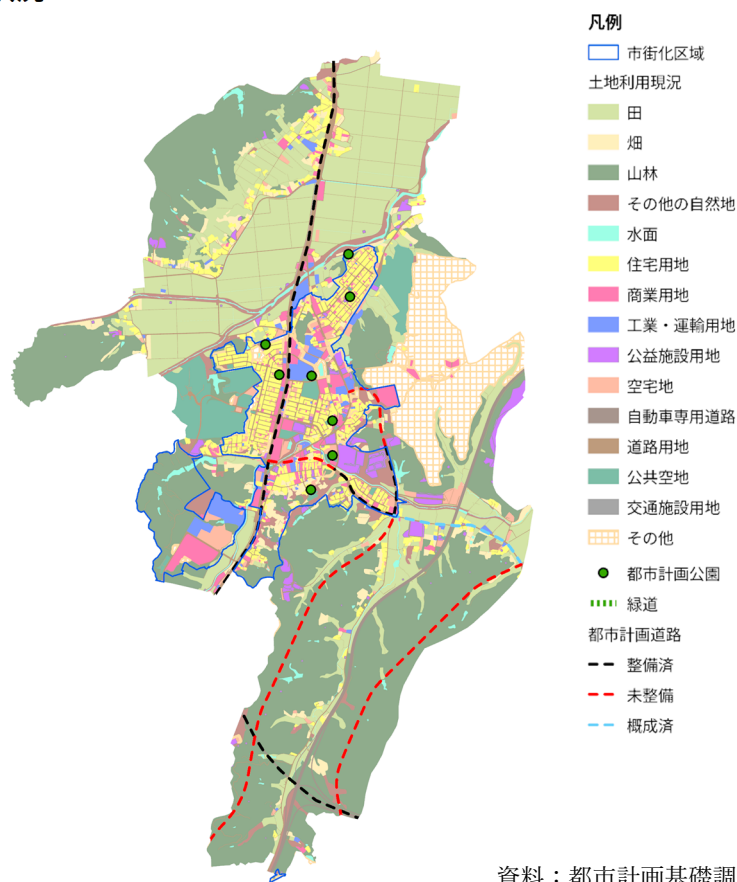 凡例
市街化区域
土地利用現況
田
畑
山林
その他の自然地
水面
住宅用地
商業用地
工業・運輸用地
公益施設用地
空宅地
自動車専用道路
道路用地
公共空地
交通施設用地
その他
都市計画公園
緑道
都市計画道路
整備済
未整備
概成済
資料：都市計画基礎調